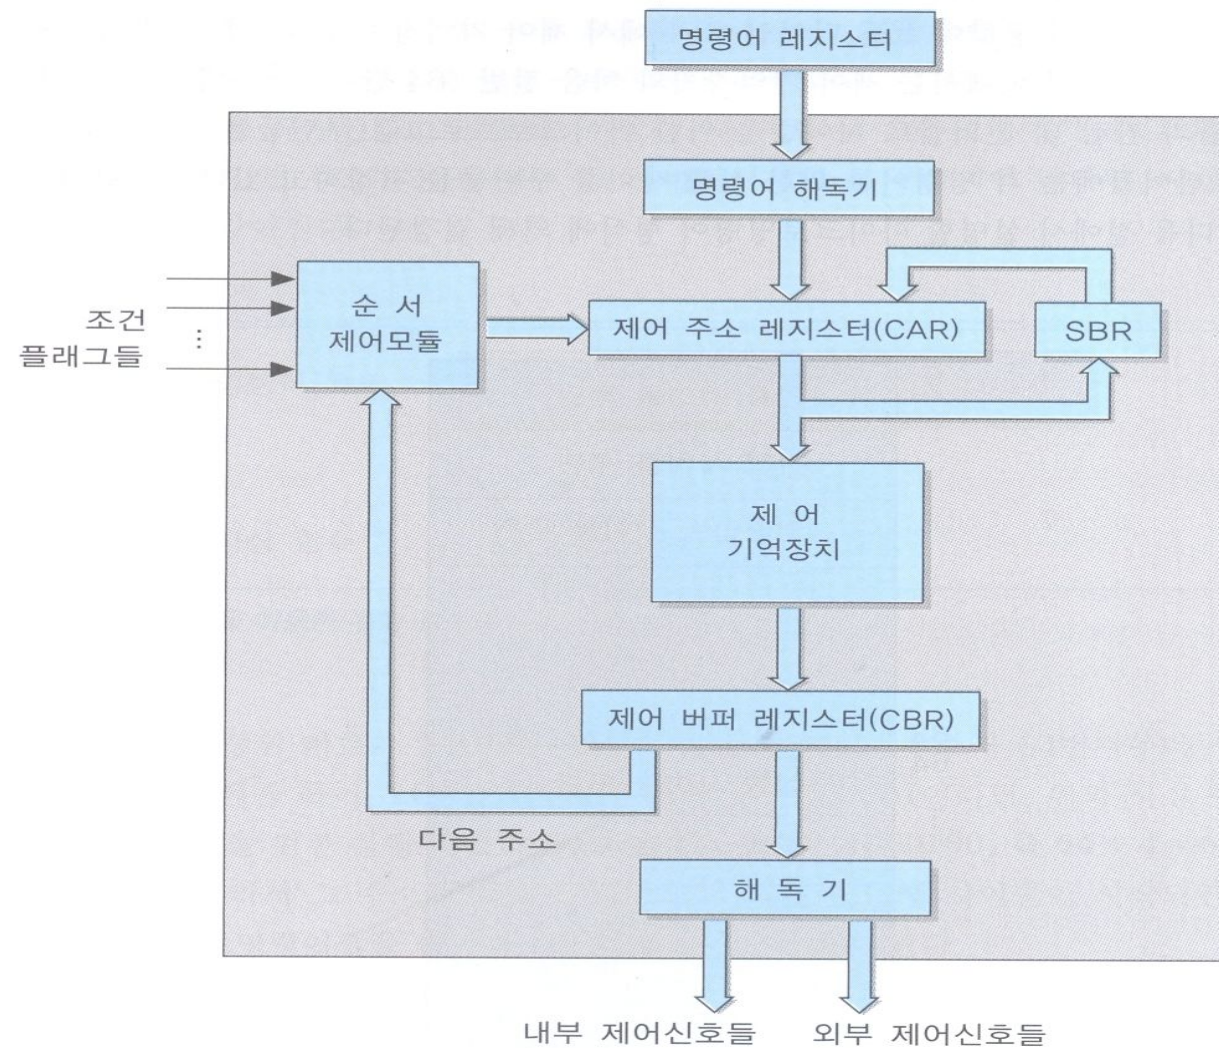 명령어 레지스터
명령어 해독기
순 서
제어모듈
조건
플래그들
⋮
제어 주소 레지스터(CAR)
SBR
제 어
기억장치
제어 버퍼 레지스터(CBR)
다음 주소
해 독 기
내부 제어신호들
외부 제어신호들